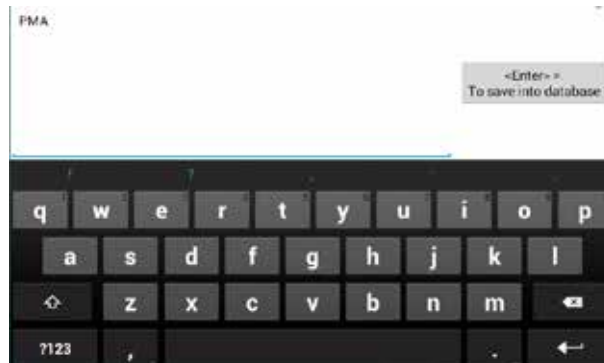 PMA
<Enter> >
To save into database
q w e r t y u i o p
a s d f g h j k l
z x c v b n m
?123 , .